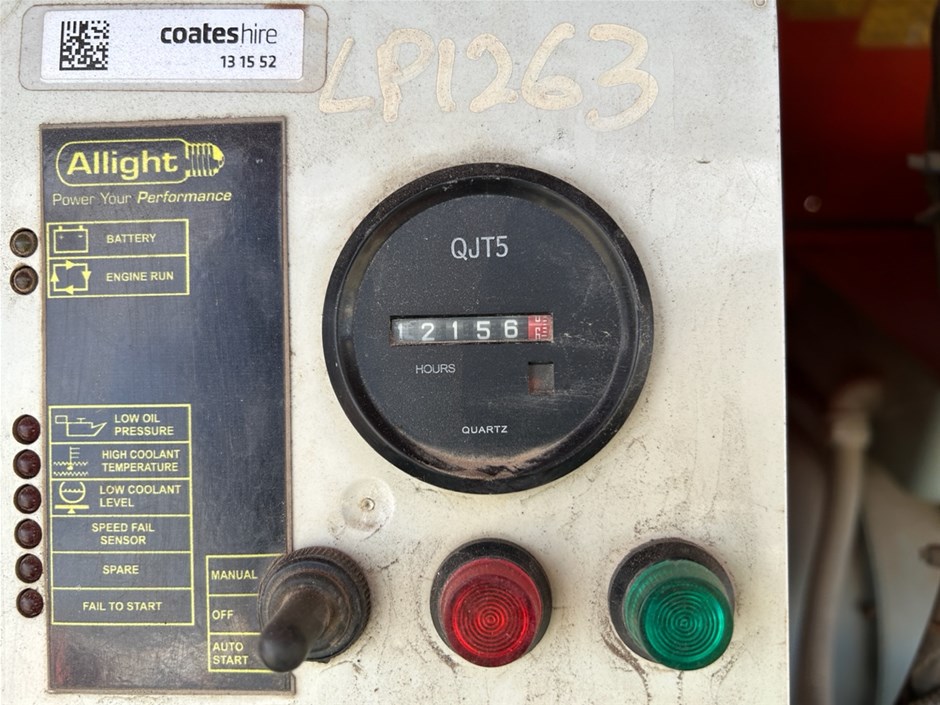 coateshire
13 15 52
LP1263
Allight
Power Your Performance
BATTERY
ENGINE RUN
QJT5
12156
HOURS
QUARTZ
LOW OIL
PRESSURE
HIGH COOLANT
TEMPERATURE
LOW COOLANT
LEVEL
SPEED FAIL
SENSOR
SPARE
FAIL TO START
MANUAL
OFF
AUTO
START